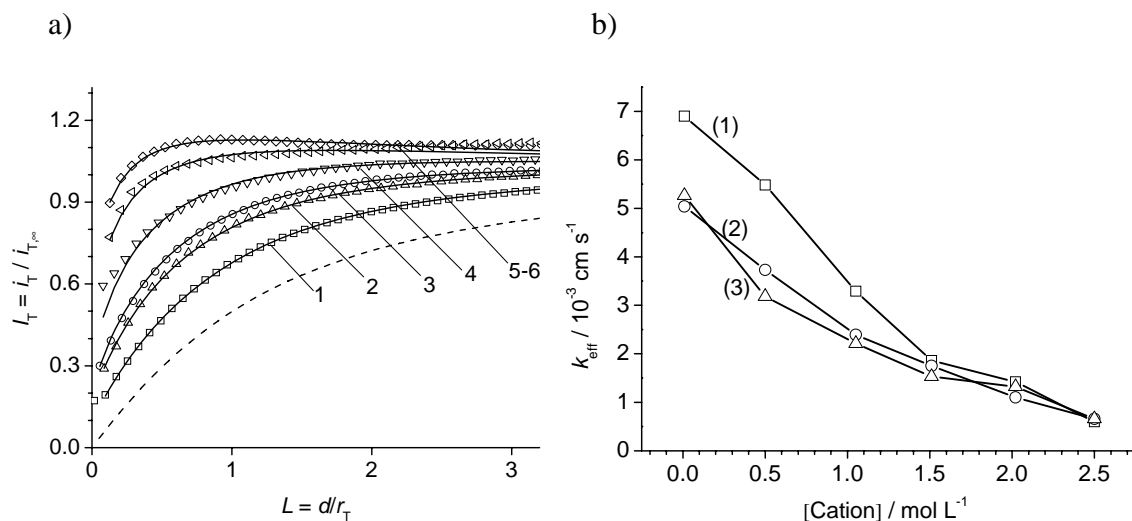 a)
I_T = i_T / i_T,∞
1.2
0.9
0.6
0.3
0.0
1
2
3
4
5-6
0 1 2 3
L = d/r_T
b)
k_eff / 10⁻³ cm s⁻¹
7
6
5
4
3
2
1
0
(1)
(2)
(3)
0.0 0.5 1.0 1.5 2.0 2.5
[Cation] / mol L⁻¹